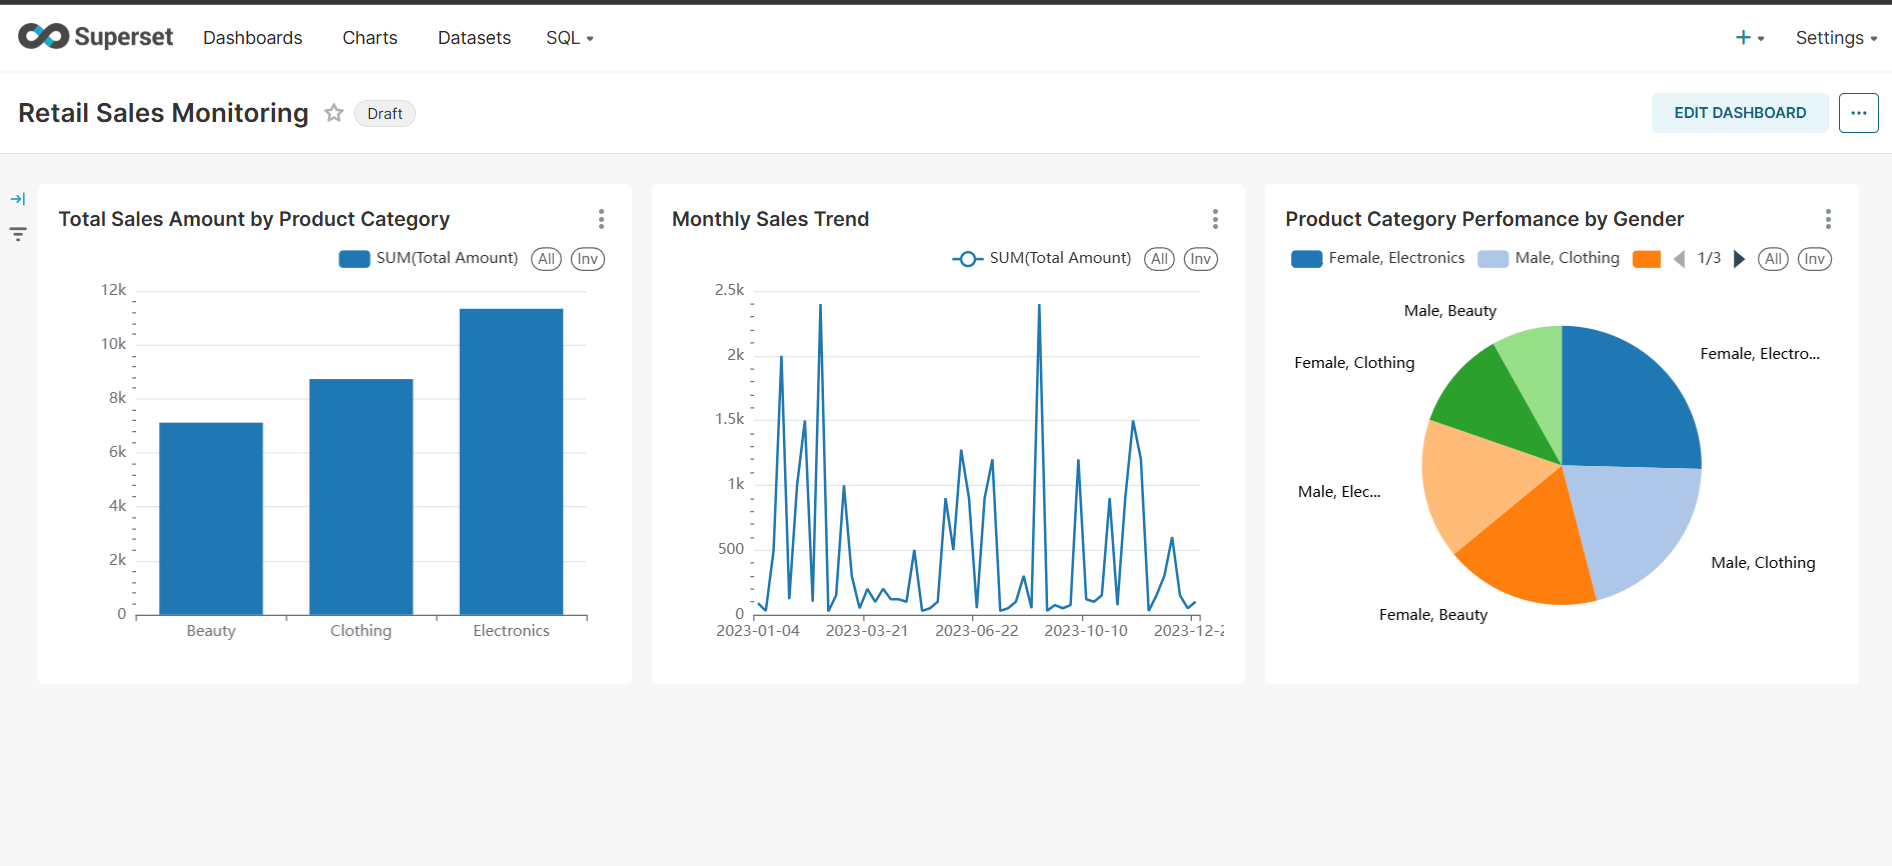 Superset Dashboards Charts Datasets SQL + Settings
Retail Sales Monitoring Draft EDIT DASHBOARD ...
Total Sales Amount by Product Category
SUM(Total Amount) All Inv
12k
10k
8k
6k
4k
2k
0
Beauty Clothing Electronics
Monthly Sales Trend
SUM(Total Amount) All Inv
2.5k
2k
1.5k
1k
500
0
2023-01-04 2023-03-21 2023-06-22 2023-10-10 2023-12-2
Product Category Perfomance by Gender
Female, Electronics Male, Clothing 1/3 All Inv
Male, Beauty
Female, Electro...
Female, Clothing
Male, Elec...
Male, Clothing
Female, Beauty